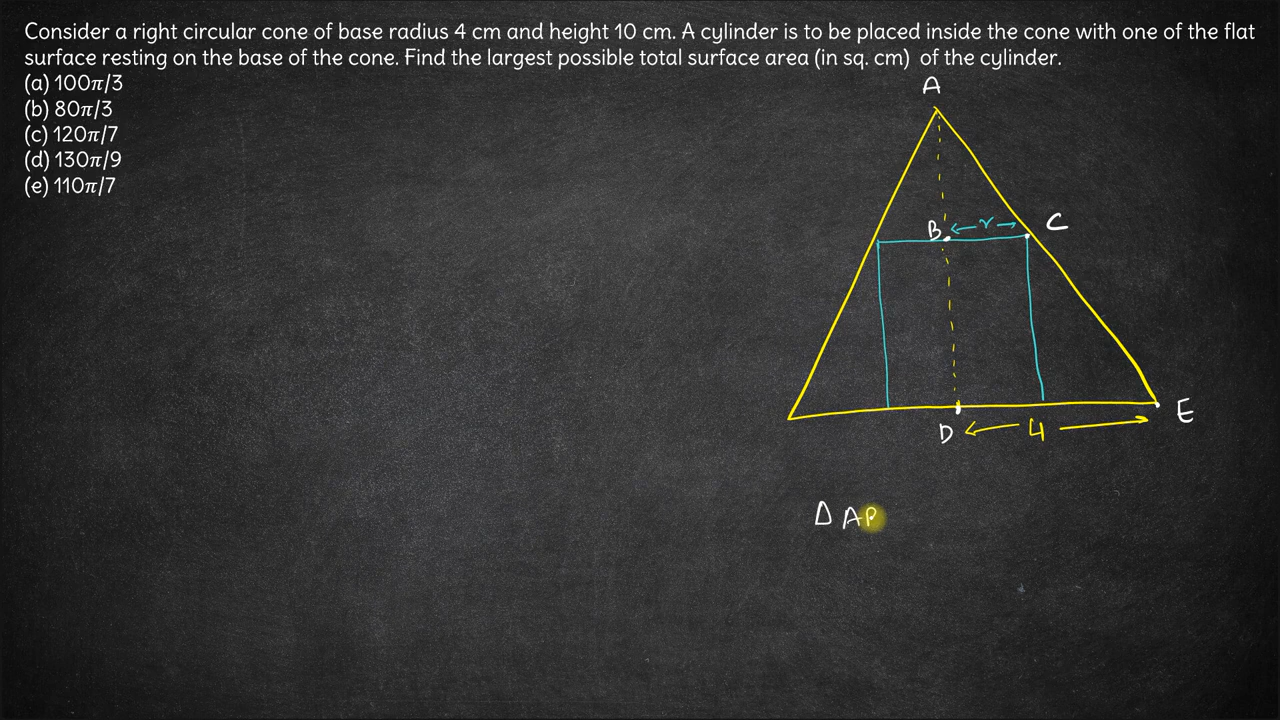 Consider a right circular cone of base radius 4 cm and height 10 cm. A cylinder is to be placed inside the cone with one of the flat
surface resting on the base of the cone. Find the largest possible total surface area (in sq. cm) of the cylinder.
(a) 100π/3
(b) 80π/3
(c) 120π/7
(d) 130π/9
(e) 110π/7
A
B r C
D 4 E
Δ AP